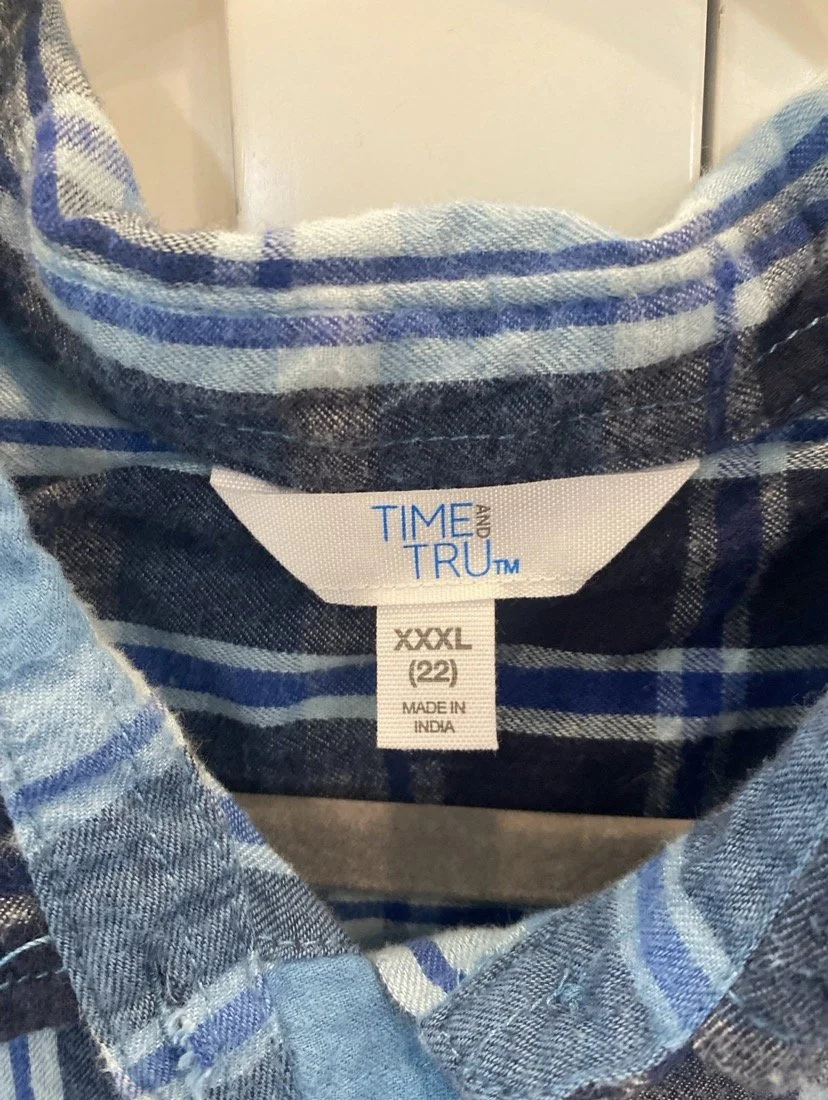 TIME AND
TRU™
XXXL
(22)
MADE IN
INDIA